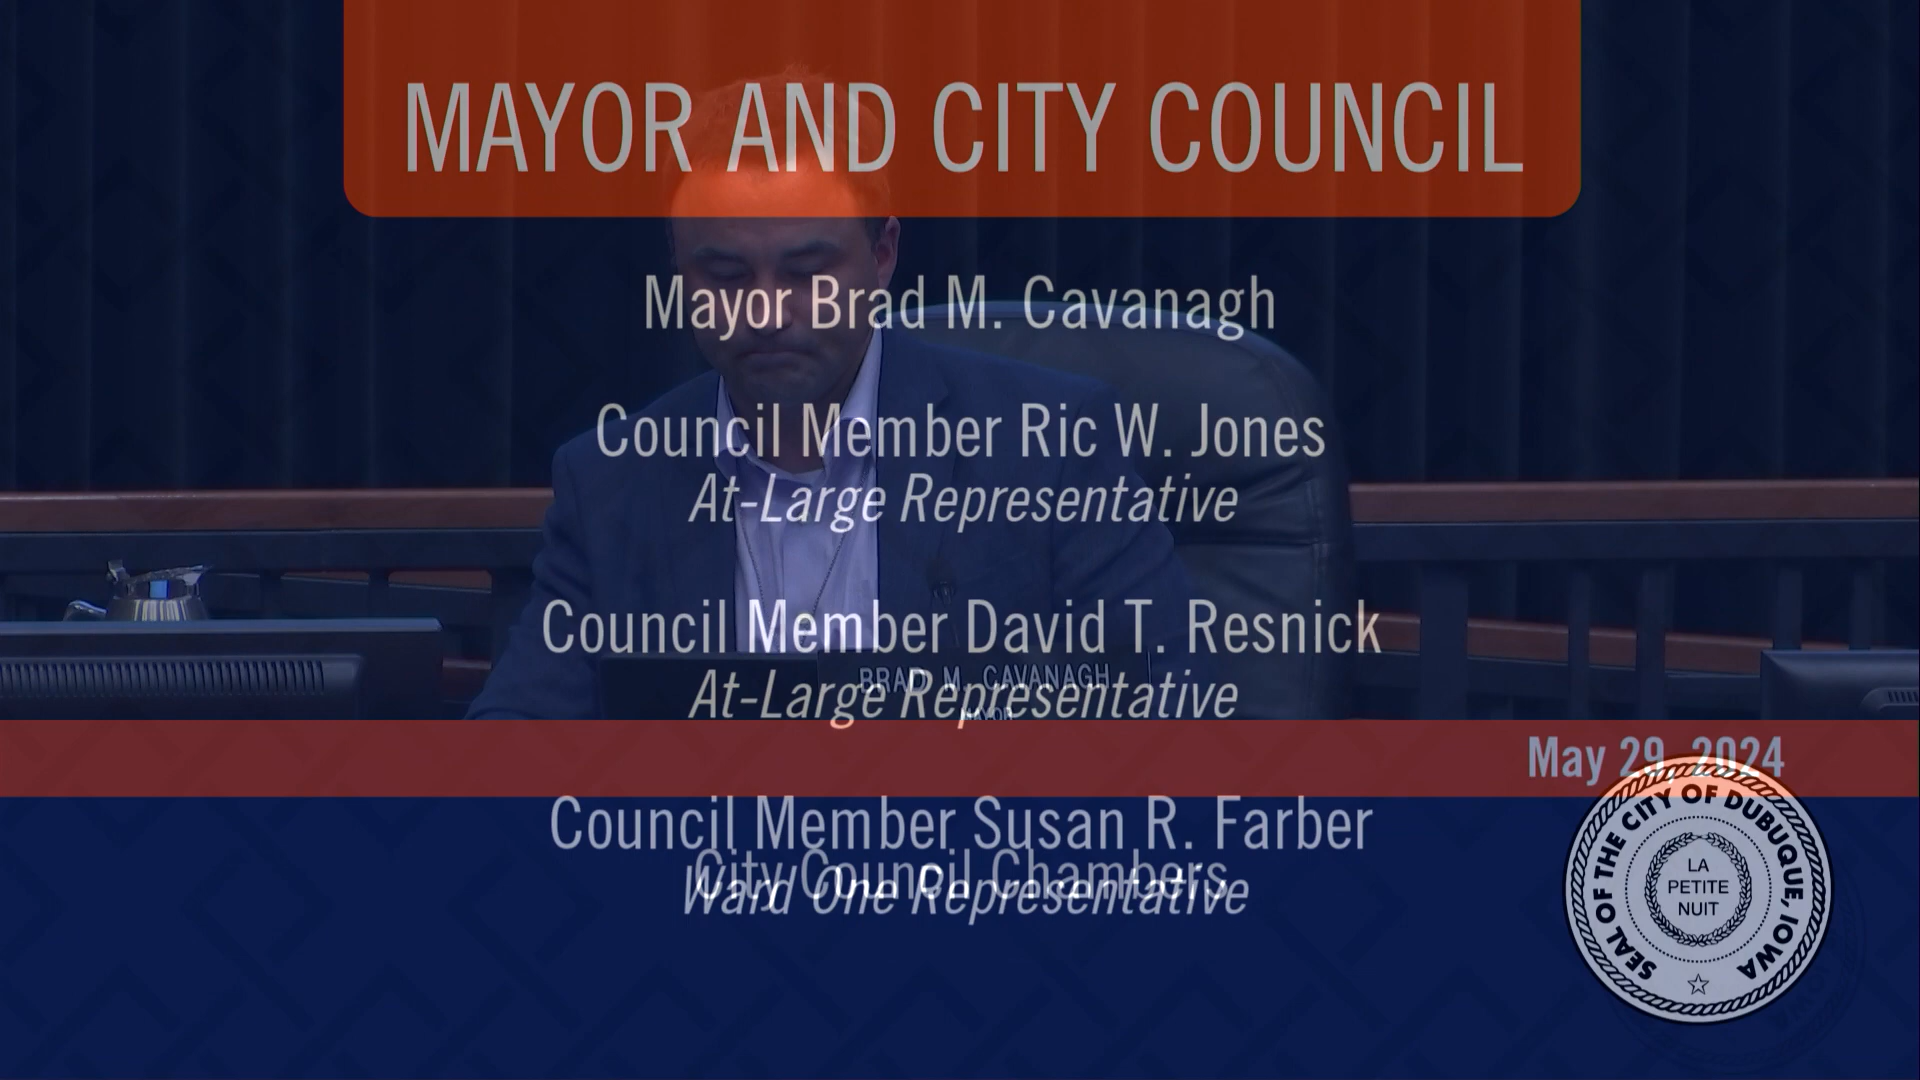 MAYOR AND CITY COUNCIL
Mayor Brad M. Cavanagh
Council Member Ric W. Jones
At-Large Representative
Council Member David T. Resnick
BRAD M. CAVANAGH
At-Large Representative
MAYOR
May 29, 2024
Council Member Susan R. Farber
City Council Chambers
Ward One Representative
SEAL OF THE CITY OF DUBUQUE, IOWA
LA
PETITE
NUIT